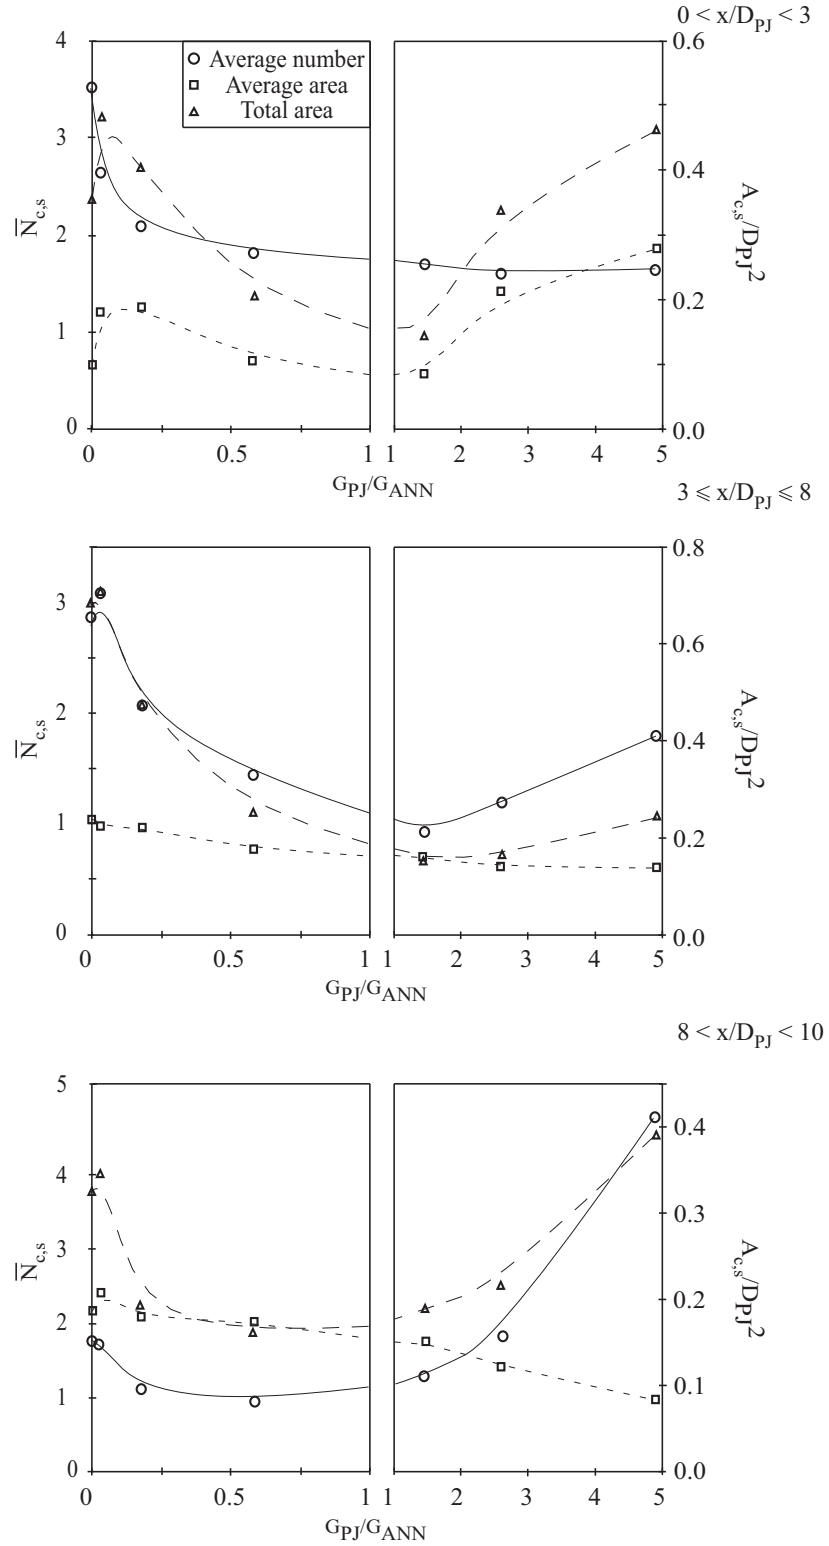 0 < x/D_PJ < 3
4
0.6
Average number
Average area
Total area
3
0.4
N̅_c,s
A_c,s/D_PJ^2
2
0.2
1
0
0.0
0 0.5 1 1 2 3 4 5
G_PJ/G_ANN
3 ⩽ x/D_PJ ⩽ 8
0.8
3
0.6
N̅_c,s
A_c,s/D_PJ^2
2
0.4
1
0.2
0
0.0
0 0.5 1 1 2 3 4 5
G_PJ/G_ANN
8 < x/D_PJ < 10
5
0.4
4
3
0.3
N̅_c,s
A_c,s/D_PJ^2
2
0.2
1
0.1
0
0.0
0 0.5 1 1 2 3 4 5
G_PJ/G_ANN